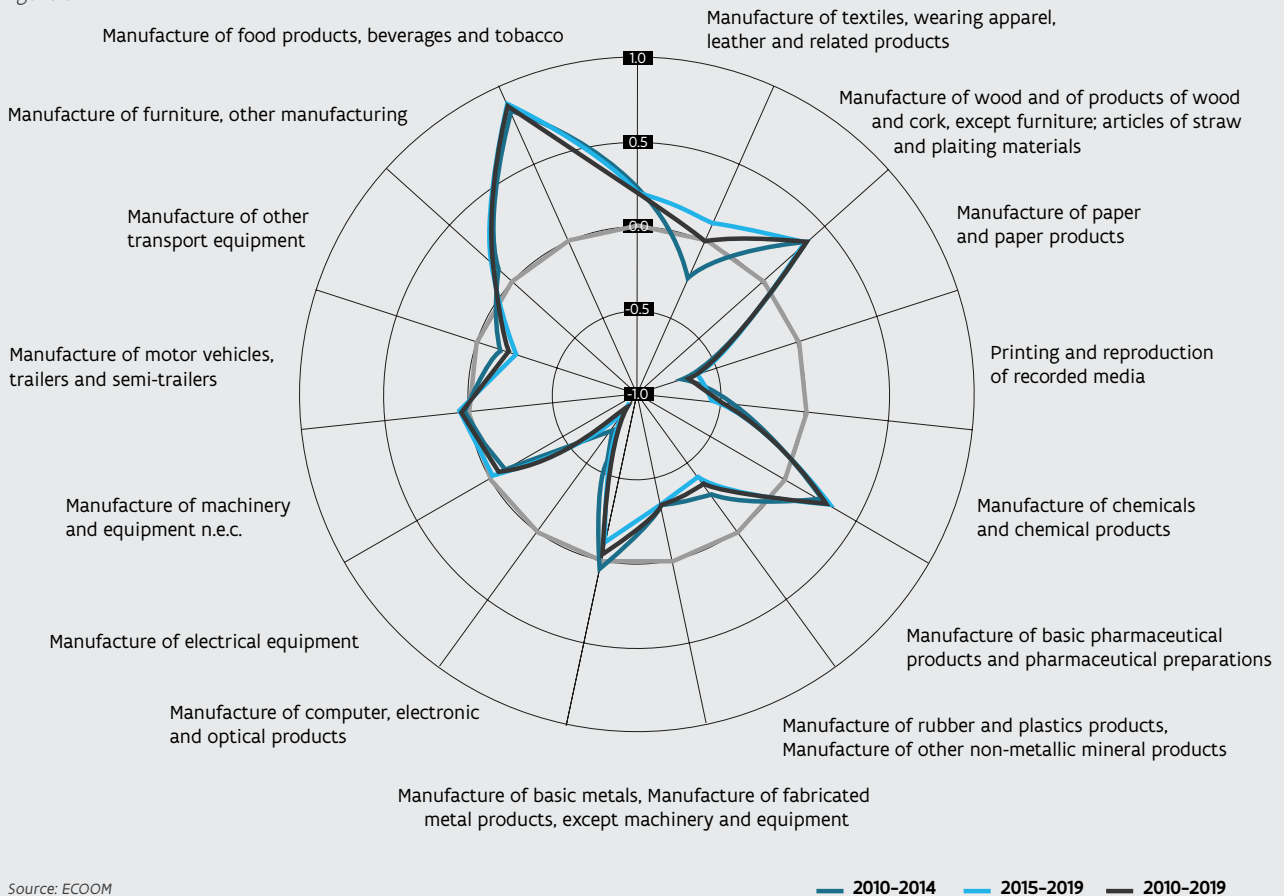 Manufacture of food products, beverages and tobacco
Manufacture of textiles, wearing apparel,
leather and related products
Manufacture of furniture, other manufacturing
Manufacture of wood and of products of wood
and cork, except furniture; articles of straw
and plaiting materials
Manufacture of other
transport equipment
Manufacture of paper
and paper products
Manufacture of motor vehicles,
trailers and semi-trailers
Printing and reproduction
of recorded media
Manufacture of machinery
and equipment n.e.c.
Manufacture of chemicals
and chemical products
Manufacture of electrical equipment
Manufacture of basic pharmaceutical
products and pharmaceutical preparations
Manufacture of computer, electronic
and optical products
Manufacture of rubber and plastics products,
Manufacture of other non-metallic mineral products
Manufacture of basic metals, Manufacture of fabricated
metal products, except machinery and equipment
1.0
0.5
0.0
-0.5
-1.0
Source: ECOOM
2010-2014
2015-2019
2010-2019